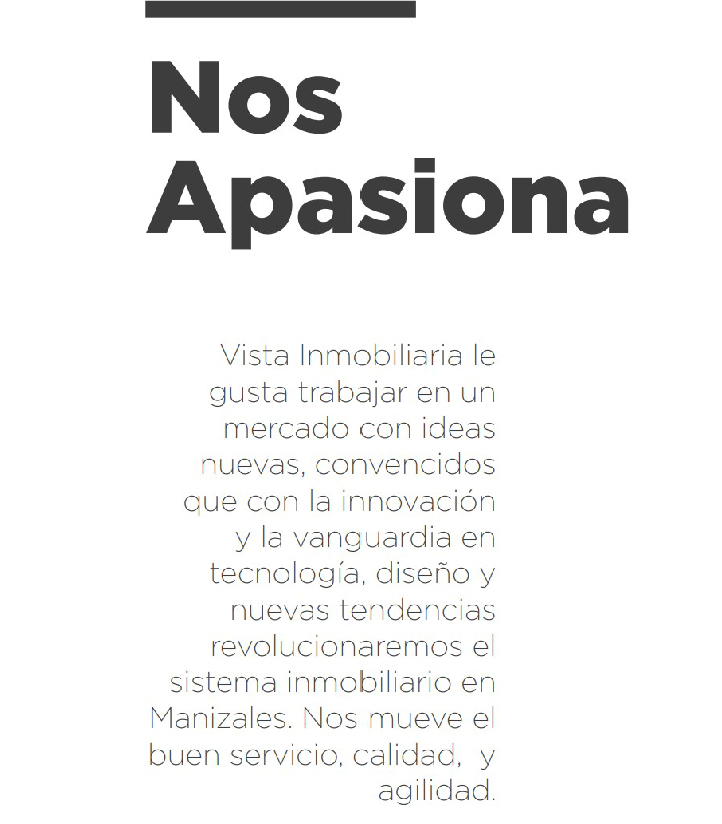 Nos
Apasiona
Vista Inmobiliaria le
gusta trabajar en un
mercado con ideas
nuevas, convencidos
que con la innovación
y la vanguardia en
tecnología, diseño y
nuevas tendencias
revolucionaremos el
sistema inmobiliario en
Manizales. Nos mueve el
buen servicio, calidad,  y
agilidad.